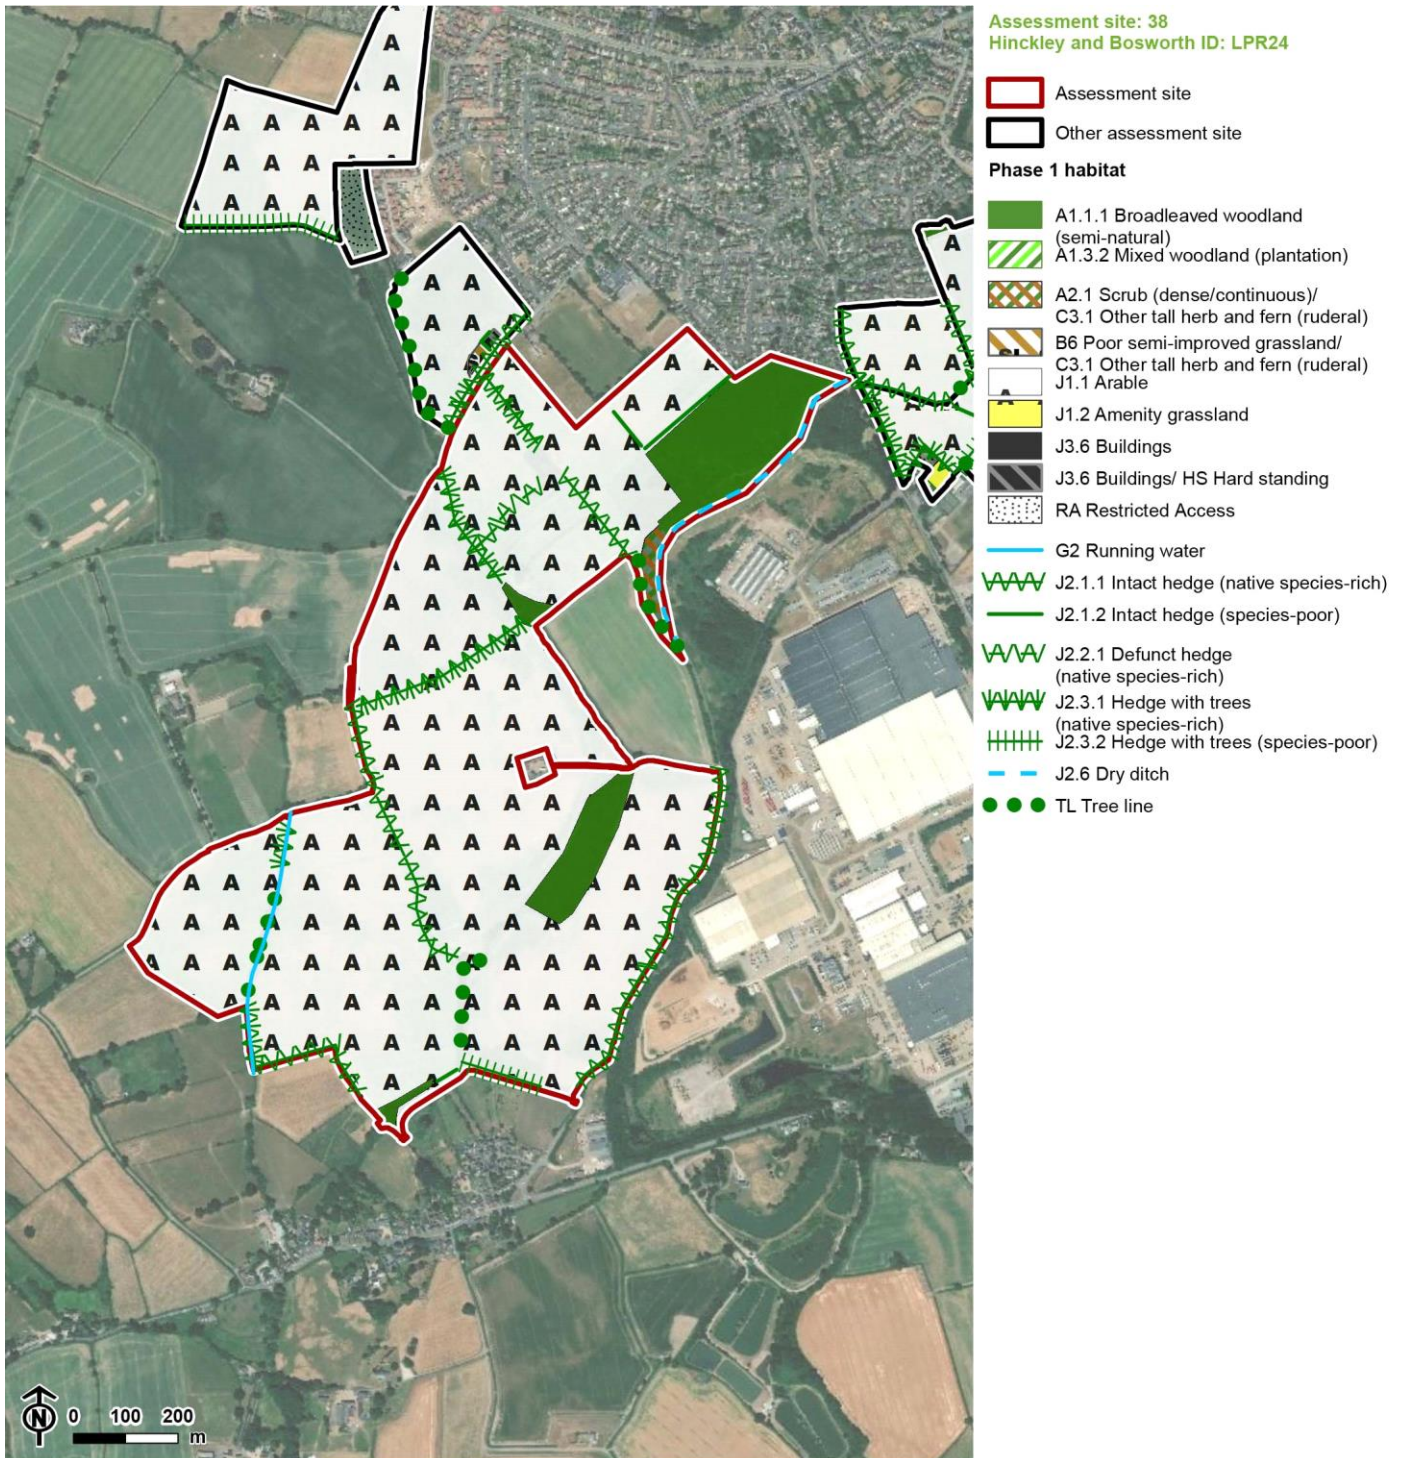 Assessment site: 38
Hinckley and Bosworth ID: LPR24
Assessment site
Other assessment site
Phase 1 habitat
A1.1.1 Broadleaved woodland
(semi-natural)
A1.3.2 Mixed woodland (plantation)
A2.1 Scrub (dense/continuous)/
C3.1 Other tall herb and fern (ruderal)
B6 Poor semi-improved grassland/
C3.1 Other tall herb and fern (ruderal)
J1.1 Arable
J1.2 Amenity grassland
J3.6 Buildings
J3.6 Buildings/ HS Hard standing
RA Restricted Access
G2 Running water
J2.1.1 Intact hedge (native species-rich)
J2.1.2 Intact hedge (species-poor)
J2.2.1 Defunct hedge
(native species-rich)
J2.3.1 Hedge with trees
(native species-rich)
J2.3.2 Hedge with trees (species-poor)
J2.6 Dry ditch
TL Tree line
N 0 100 200
m